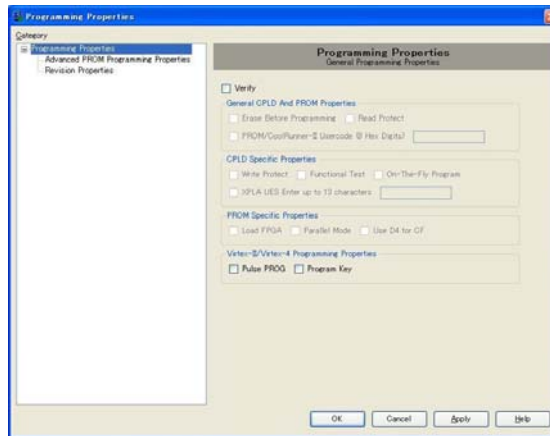 Programming Properties
Category
Programming Properties
Advanced PROM Programming Properties
Revision Properties
Programming Properties
General Programming Properties
Verify
General CPLD And PROM Properties
Erase Before Programming Read Protect
PROM/CoolRunner-II Usercode (8 Hex Digits)
CPLD Specific Properties
Write Protect Functional Test On-The-Fly Program
XPLA UES Enter up to 13 characters
PROM Specific Properties
Load FPGA Parallel Mode Use D4 for CF
Virtex-II/Virtex-4 Programming Properties
Pulse PROG Program Key
OK Cancel Apply Help